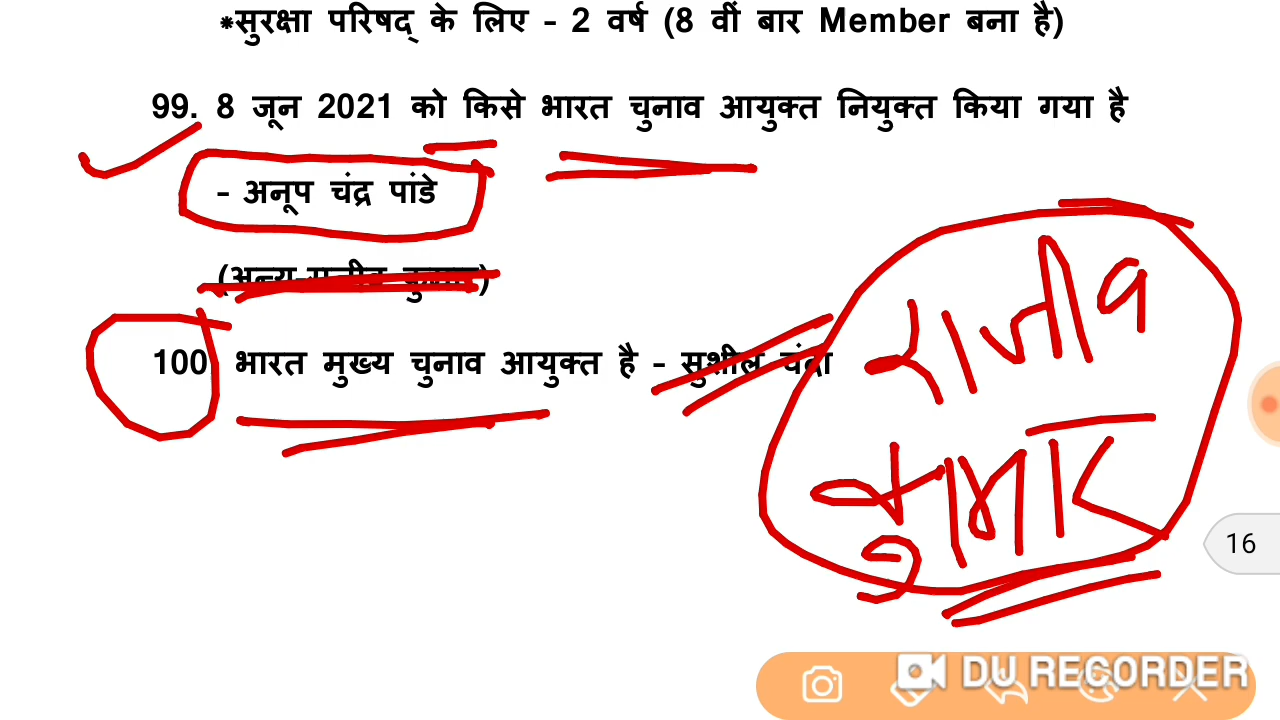 *सुरक्षा परिषद् के लिए - 2 वर्ष (8 वीं बार Member बना है)
99. 8 जून 2021 को किसे भारत चुनाव आयुक्त नियुक्त किया गया है
- अनूप चंद्र पांडे
(अन्य-
100 भारत मुख्य चुनाव आयुक्त है - सुशील चंदा
राजीव
कुमार
16
DU RECORDER